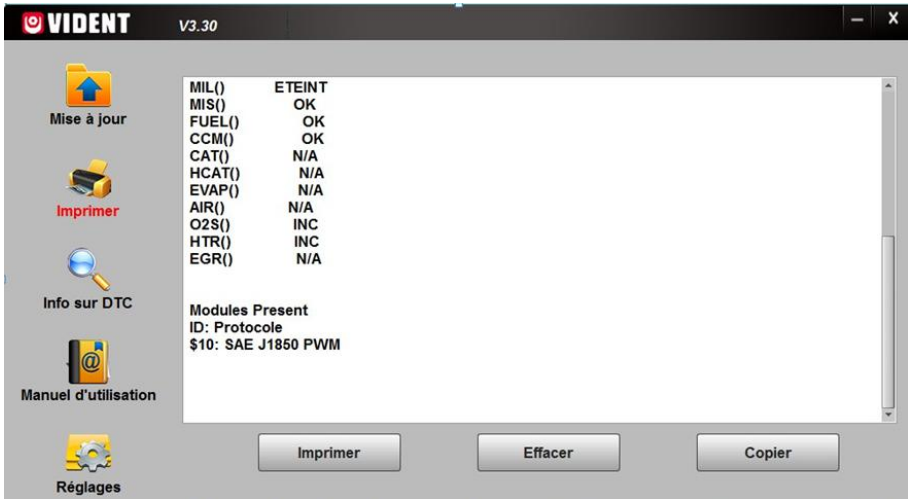 VIDENT V3.30
Mise à jour
Imprimer
Info sur DTC
Manuel d'utilisation
Réglages
MIL() ETEINT
MIS() OK
FUEL() OK
CCM() OK
CAT() N/A
HCAT() N/A
EVAP() N/A
AIR() N/A
O2S() INC
HTR() INC
EGR() N/A
Modules Present
ID: Protocole
$10: SAE J1850 PWM
Imprimer Effacer Copier